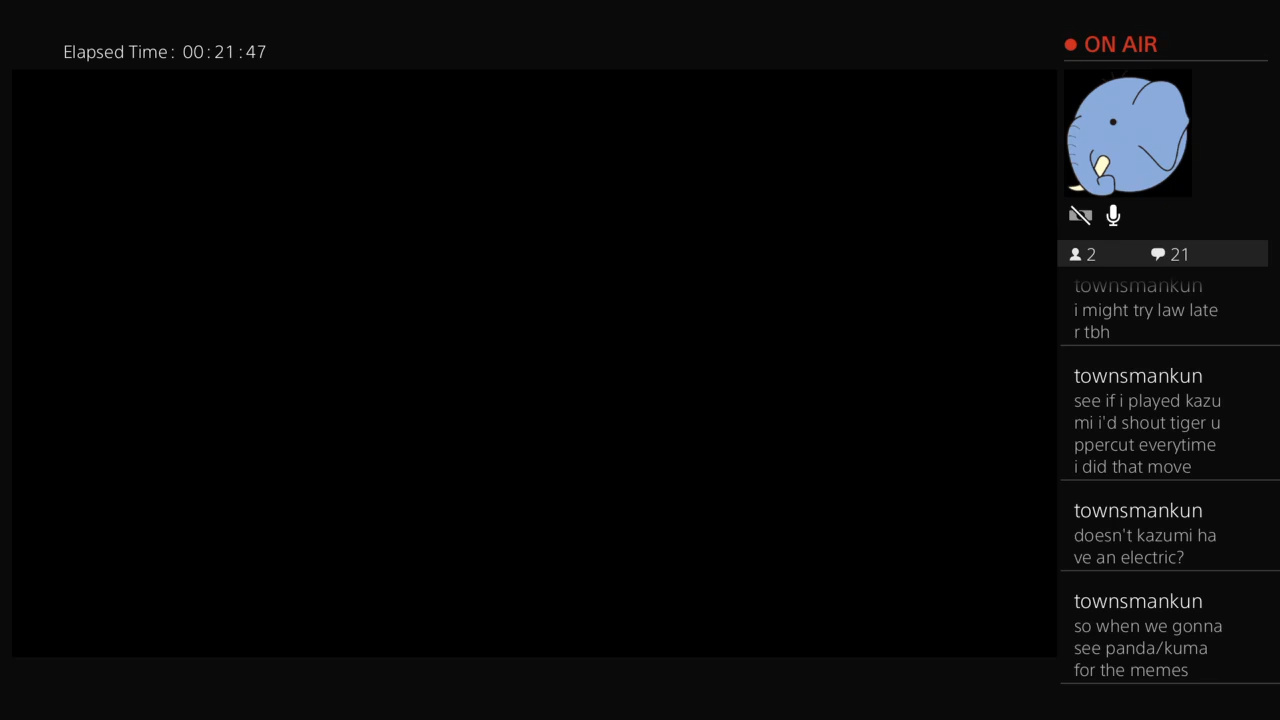 Elapsed Time: 00:21:47
ON AIR
2 21
townsmankun
i might try law late
r tbh
townsmankun
see if i played kazu
mi i'd shout tiger u
ppercut everytime
i did that move
townsmankun
doesn't kazumi ha
ve an electric?
townsmankun
so when we gonna
see panda/kuma
for the memes